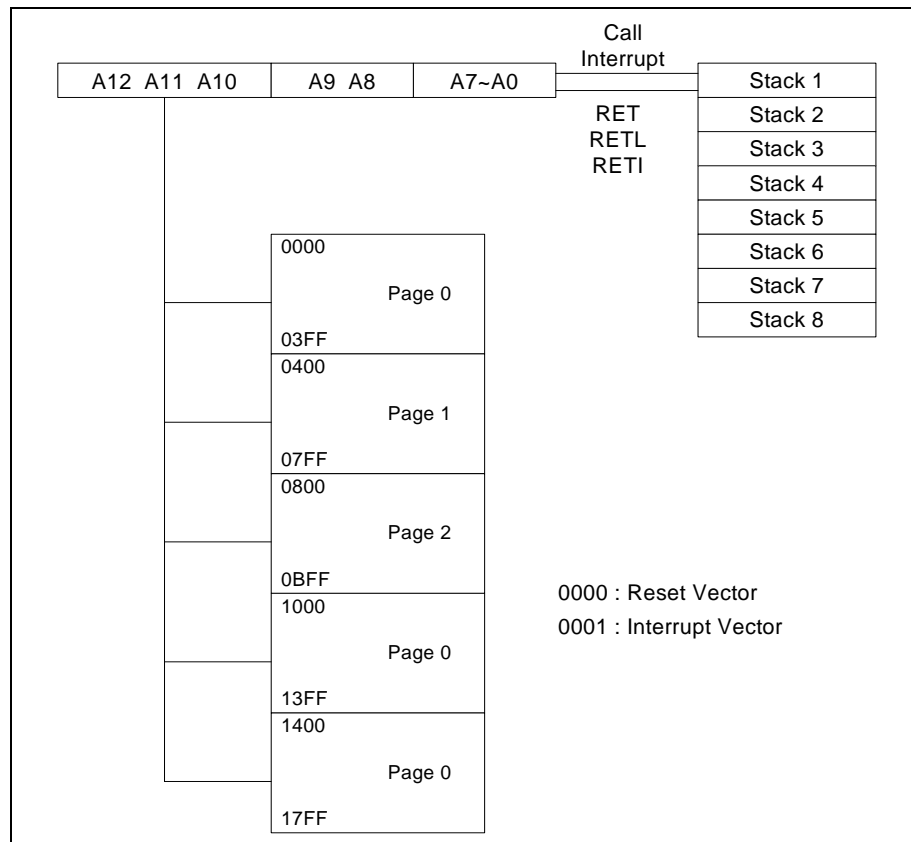 Call
Interrupt
A12 A11 A10 A9 A8 A7~A0
RET
RETL
RETI
Stack 1
Stack 2
Stack 3
Stack 4
Stack 5
Stack 6
Stack 7
Stack 8
0000
Page 0
03FF
0400
Page 1
07FF
0800
Page 2
0BFF
1000
Page 0
13FF
1400
Page 0
17FF
0000 : Reset Vector
0001 : Interrupt Vector